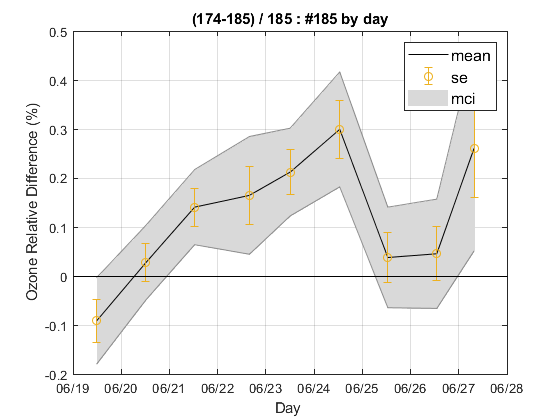 (174-185) / 185 : #185 by day
0.5
0.4
0.3
0.2
0.1
0
-0.1
-0.2
Ozone Relative Difference (%)
mean
se
mci
06/19 06/20 06/21 06/22 06/23 06/24 06/25 06/26 06/27 06/28
Day